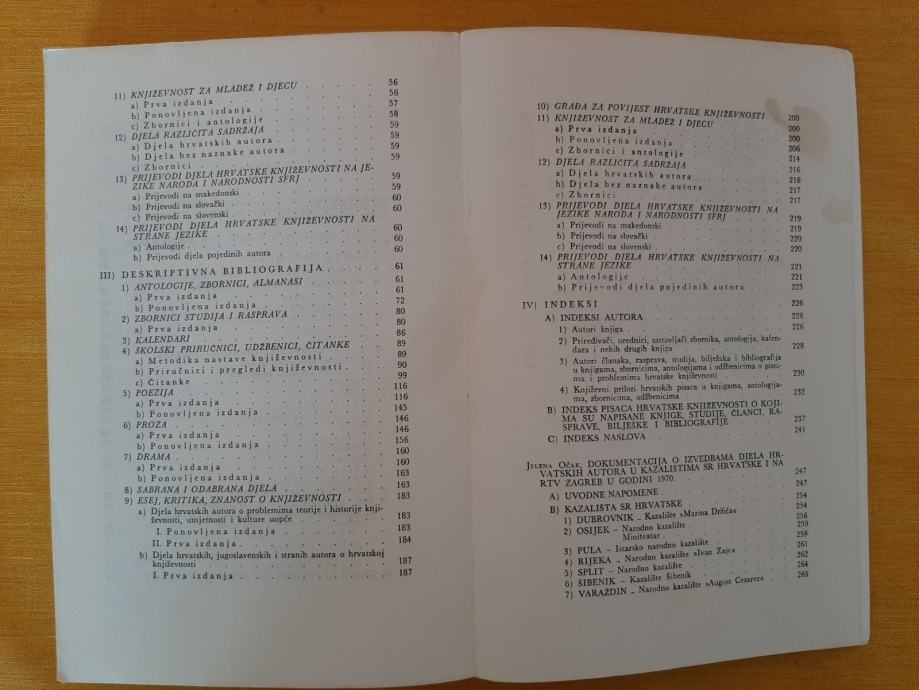 11) KNJIŽEVNOST ZA MLADEŽ I DJECU . . . . . 56
a) Prva izdanja . . . . . 56
b) Ponovljena izdanja . . . . . 57
c) Zbornici i antologije . . . . . 58
12) DJELA RAZLIČITA SADRŽAJA . . . . . 59
a) Djela hrvatskih autora . . . . . 59
b) Djela bez naznake autora . . . . . 59
c) Zbornici . . . . . 59
13) PRIJEVODI DJELA HRVATSKE KNJIŽEVNOSTI NA JE-
ZIKE NARODA I NARODNOSTI SFRJ . . . . . 59
a) Prijevodi na makedonski . . . . . 59
b) Prijevodi na slovački . . . . . 60
c) Prijevodi na slovenski . . . . . 60
14) PRIJEVODI DJELA HRVATSKE KNJIŽEVNOSTI NA
STRANE JEZIKE . . . . . 60
a) Antologije . . . . . 60
b) Prijevodi djela pojedinih autora . . . . . 60
III) DESKRIPTIVNA BIBLIOGRAFIJA . . . . . 61
1) ANTOLOGIJE, ZBORNICI, ALMANASI . . . . . 61
a) Prva izdanja . . . . . 61
b) Ponovljena izdanja . . . . . 72
2) ZBORNICI STUDIJA I RASPRAVA . . . . . 80
a) Prva izdanja . . . . . 80
3) KALENDARI . . . . . 86
4) ŠKOLSKI PRIRUČNICI, UDŽBENICI, ČITANKE . . . . . 89
a) Metodika nastave književnosti . . . . . 89
b) Priručnici i pregledi književnosti . . . . . 90
c) Čitanke . . . . . 99
5) POEZIJA . . . . . 116
a) Prva izdanja . . . . . 116
b) Ponovljena izdanja . . . . . 145
6) PROZA . . . . . 146
a) Prva izdanja . . . . . 146
b) Ponovljena izdanja . . . . . 156
7) DRAMA . . . . . 160
a) Prva izdanja . . . . . 160
b) Ponovljena izdanja . . . . . 163
8) SABRANA I ODABRANA DJELA . . . . . 163
9) ESEJ, KRITIKA, ZNANOST O KNJIŽEVNOSTI . . . . . 183
a) Djela hrvatskih autora o problemima teorije i historije knji-
ževnosti, umjetnosti i kulture uopće . . . . . 183
I. Ponovljena izdanja . . . . . 183
II. Prva izdanja . . . . . 184
b) Djela hrvatskih, jugoslavenskih i stranih autora o hrvatskoj
književnosti . . . . . 187
I. Prva izdanja . . . . . 187
10) GRAĐA ZA POVIJEST HRVATSKE KNJIŽEVNOSTI . 200
11) KNJIŽEVNOST ZA MLADEŽ I DJECU . . . . . 200
a) Prva izdanja . . . . . 200
b) Ponovljena izdanja . . . . . 206
c) Zbornici i antologije . . . . . 214
12) DJELA RAZLIČITA SADRŽAJA . . . . . 216
a) Djela hrvatskih autora . . . . . 216
b) Djela bez naznake autora . . . . . 217
c) Zbornici . . . . . 217
13) PRIJEVODI DJELA HRVATSKE KNJIŽEVNOSTI NA
JEZIKE NARODA I NARODNOSTI SFRJ . . . . . 219
a) Prijevodi na makedonski . . . . . 219
b) Prijevodi na slovački . . . . . 220
c) Prijevodi na slovenski . . . . . 220
14) PRIJEVODI DJELA HRVATSKE KNJIŽEVNOSTI NA
STRANE JEZIKE . . . . . 221
a) Antologije . . . . . 221
b) Prijevodi djela pojedinih autora . . . . . 223
IV) INDEKSI . . . . . 226
A) INDEKSI AUTORA . . . . . 226
1) Autori knjiga . . . . . 226
2) Priređivači, urednici, sastavljači zbornika, antologija, kalen-
dara i nekih drugih knjiga . . . . . 228
3) Autori članaka, rasprava, studija, bilježaka i bibliografija
u knjigama, zbornicima, antologijama i udžbenicima o pisci-
ma i problemima hrvatske književnosti . . . . . 230
4) Književni prilozi hrvatskih pisaca u knjigama, antologija-
ma, zbornicima, udžbenicima . . . . . 232
B) INDEKS PISACA HRVATSKE KNJIŽEVNOSTI O KOJI-
MA SU NAPISANE KNJIGE, STUDIJE, ČLANCI, RA-
SPRAVE, BILJEŠKE I BIBLIOGRAFIJE . . . . . 237
C) INDEKS NASLOVA . . . . . 241
Jelena Očak, DOKUMENTACIJA O IZVEDBAMA DJELA HR-
VATSKIH AUTORA U KAZALISTIMA SR HRVATSKE I NA
RTV ZAGREB U GODINI 1970. . . . . . 247
A) UVODNE NAPOMENE . . . . . 247
B) KAZALISTA SR HRVATSKE . . . . . 254
1) DUBROVNIK – Kazalište »Marina Držića« . . . . . 254
2) OSIJEK – Narodno kazalište . . . . . 256
Miniteatar . . . . . 259
3) PULA – Istarsko narodno kazalište . . . . . 259
4) RIJEKA – Narodno kazalište »Ivan Zajc« . . . . . 261
5) SPLIT – Narodno kazalište . . . . . 262
6) ŠIBENIK – Kazalište Šibenik . . . . . 264
7) VARAŽDIN – Narodno kazalište »August Cesarec« . . . . . 265